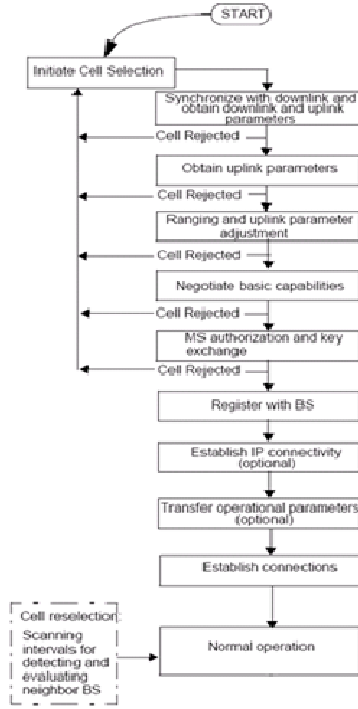 START
Initiate Cell Selection
Synchronize with downlink and
obtain downlink and uplink
parameters
Cell Rejected
Obtain uplink parameters
Cell Rejected
Ranging and uplink parameter
adjustment
Cell Rejected
Negotiate basic capabilities
Cell Rejected
MS authorization and key
exchange
Cell Rejected
Register with BS
Establish IP connectivity
(optional)
Transfer operational parameters
(optional)
Establish connections
Cell reselection:
Scanning
intervals for
detecting and
evaluating
neighbor BS
Normal operation